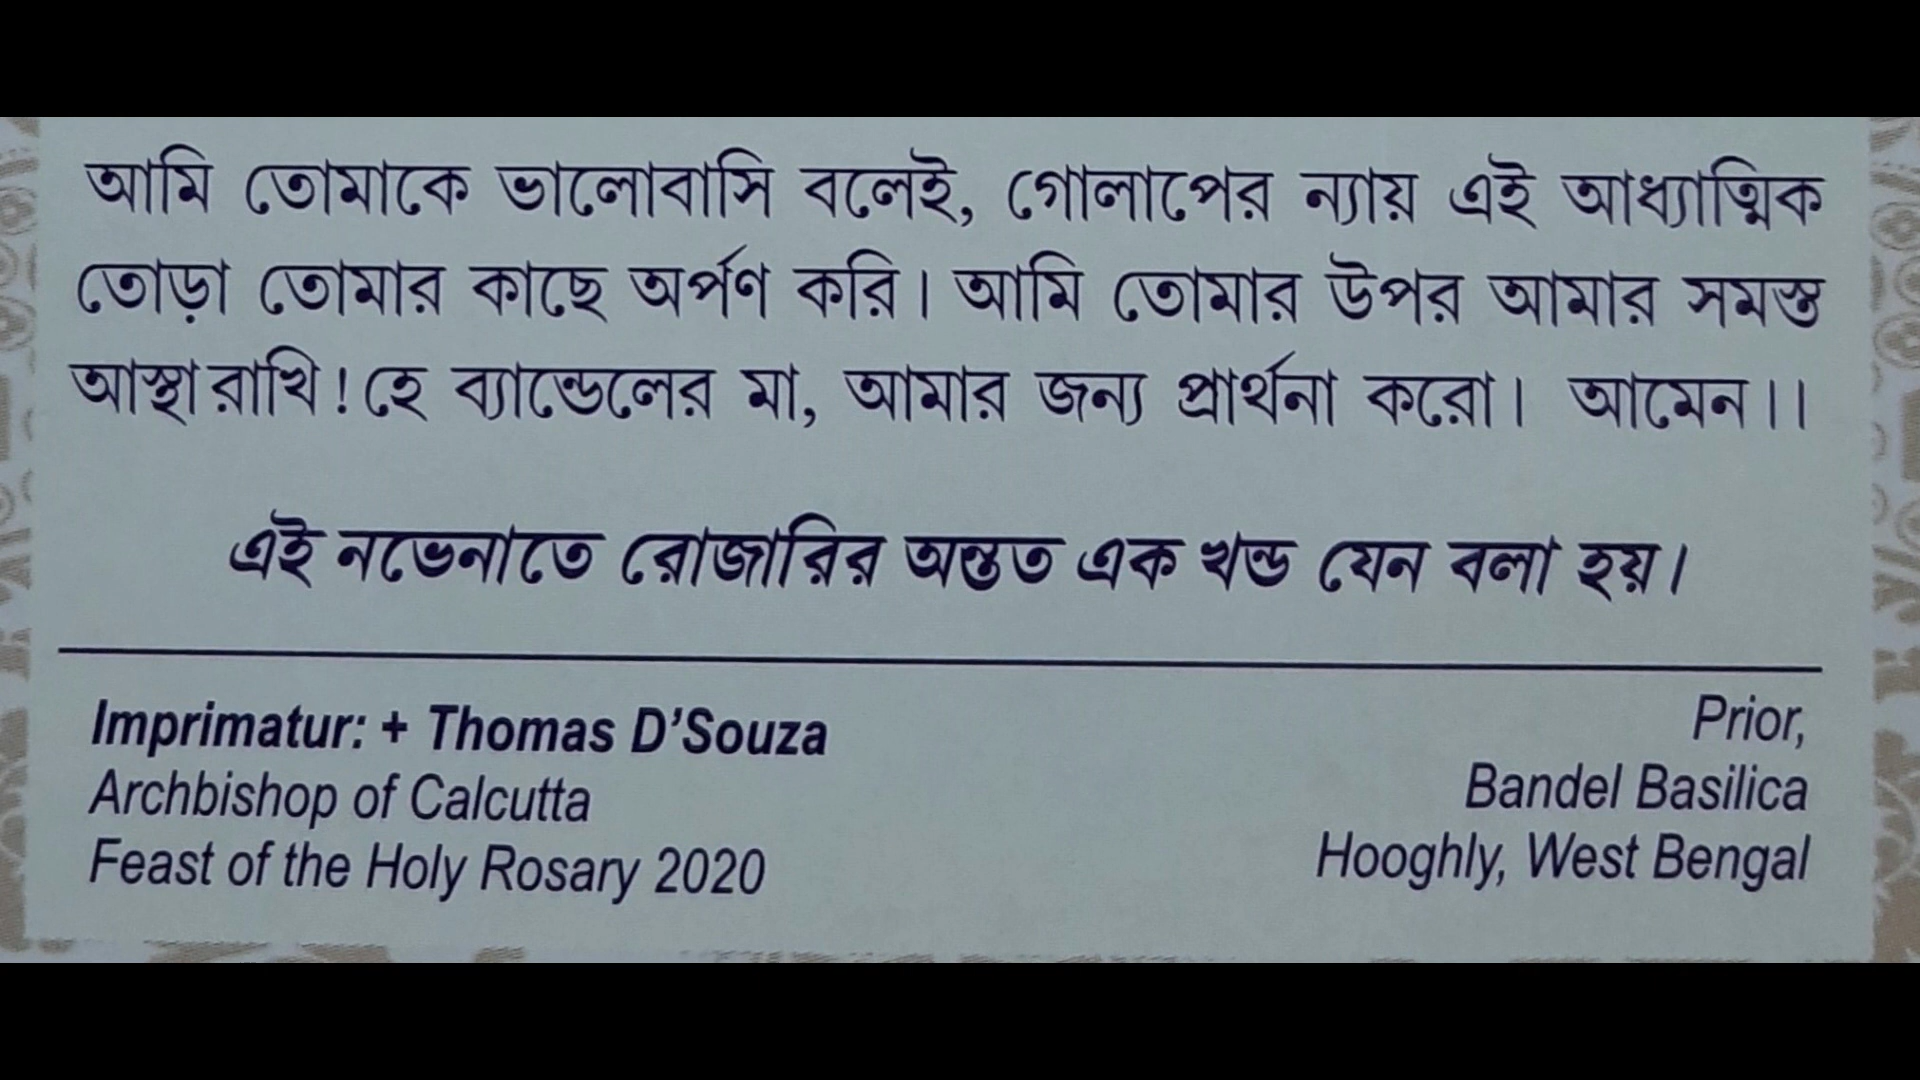 আমি তোমাকে ভালোবাসি বলেই, গোলাপের ন্যায় এই আধ্যাত্মিক
তোড়া তোমার কাছে অর্পণ করি। আমি তোমার উপর আমার সমস্ত
আস্থা রাখি! হে ব্যান্ডেলের মা, আমার জন্য প্রার্থনা করো। আমেন।।
এই নভেনাতে রোজারির অন্তত এক খন্ড যেন বলা হয়।
Imprimatur: + Thomas D'Souza
Archbishop of Calcutta
Feast of the Holy Rosary 2020
Prior,
Bandel Basilica
Hooghly, West Bengal